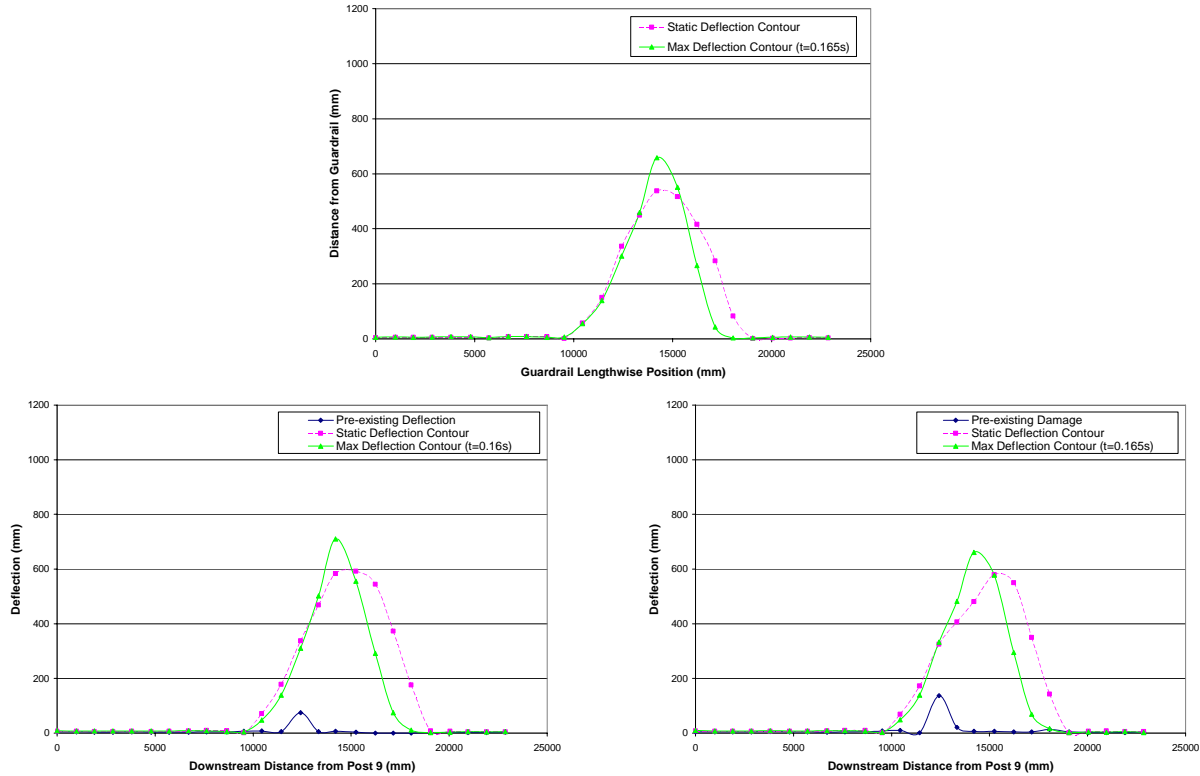 Static Deflection Contour
Max Deflection Contour (t=0.165s)
1200
1000
800
600
400
200
0
Distance from Guardrail (mm)
0 5000 10000 15000 20000 25000
Guardrail Lengthwise Position (mm)
Pre-existing Deflection
Static Deflection Contour
Max Deflection Contour (t=0.16s)
1200
1000
800
600
400
200
0
Deflection (mm)
0 5000 10000 15000 20000 25000
Downstream Distance from Post 9 (mm)
Pre-existing Damage
Static Deflection Contour
Max Deflection Contour (t=0.165s)
1200
1000
800
600
400
200
0
Deflection (mm)
0 5000 10000 15000 20000 25000
Downstream Distance from Post 9 (mm)